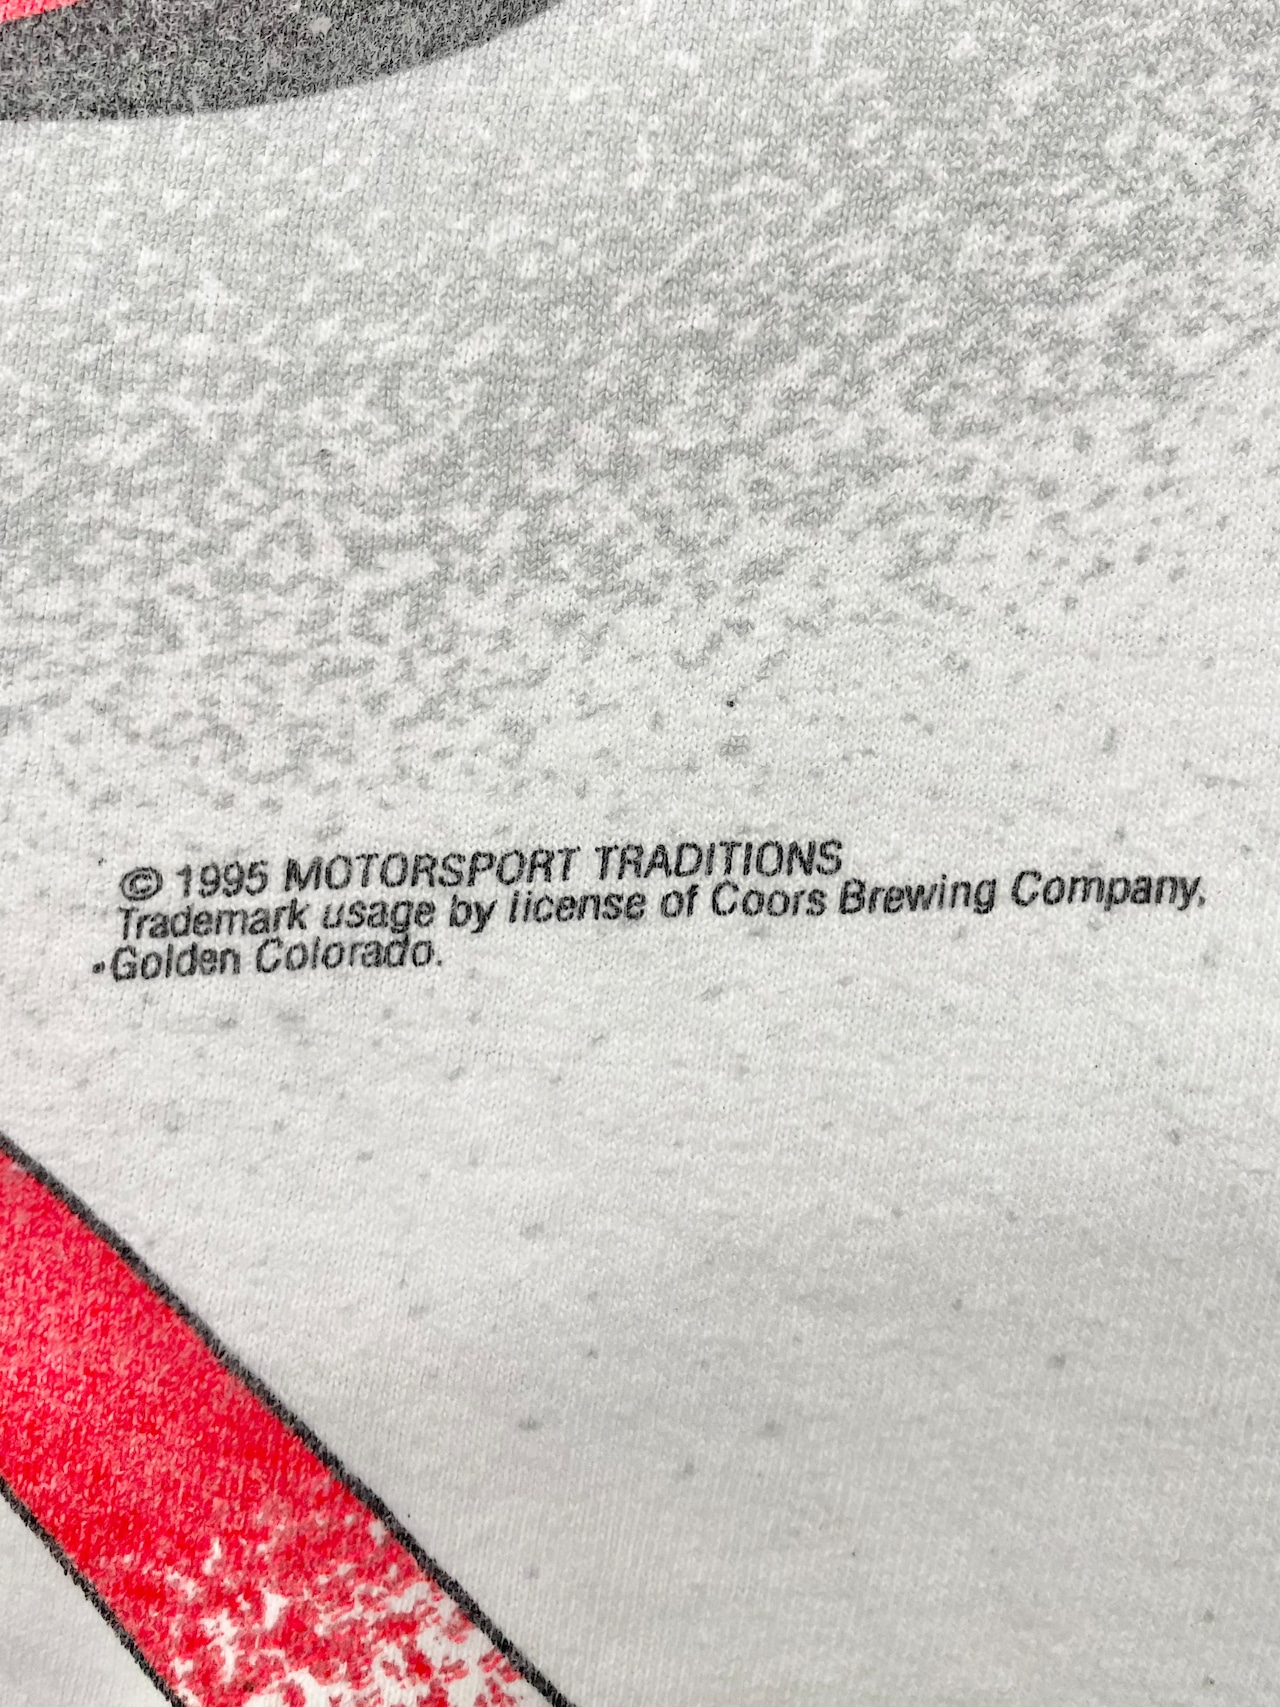 © 1995 MOTORSPORT TRADITIONS
Trademark usage by license of Coors Brewing Company,
Golden Colorado.